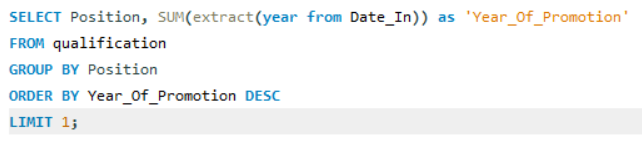 SELECT Position, SUM(extract(year from Date_In)) as 'Year_Of_Promotion'
FROM qualification
GROUP BY Position
ORDER BY Year_Of_Promotion DESC
LIMIT 1;